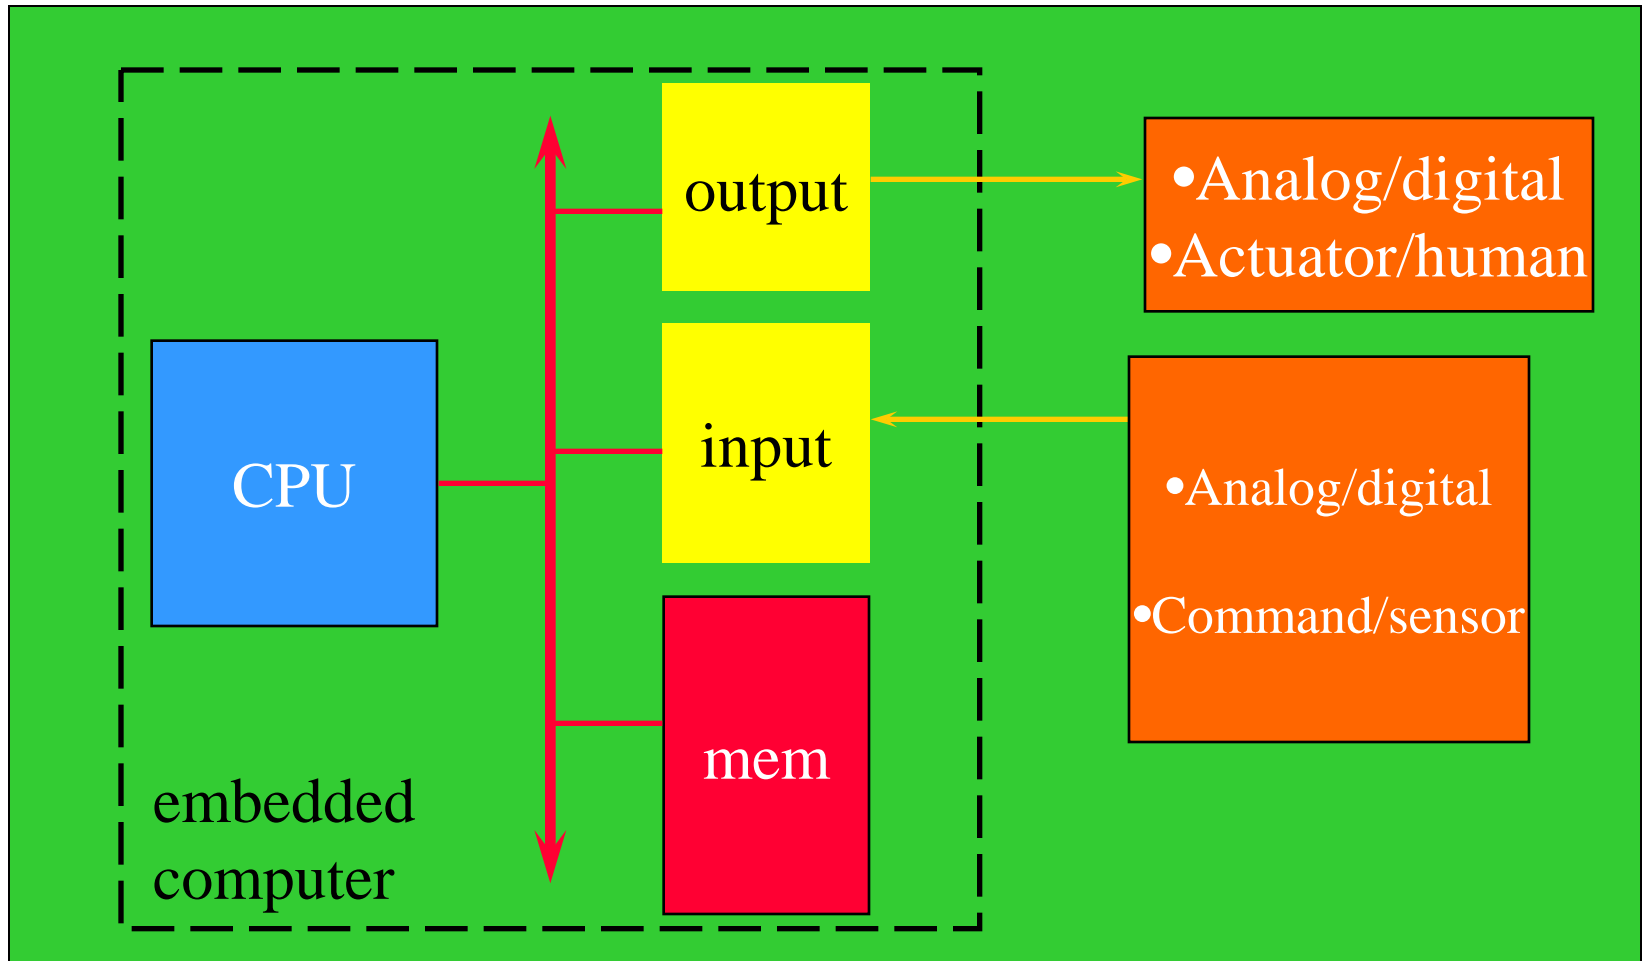 output
•Analog/digital
•Actuator/human
CPU
input
•Analog/digital
•Command/sensor
mem
embedded
computer